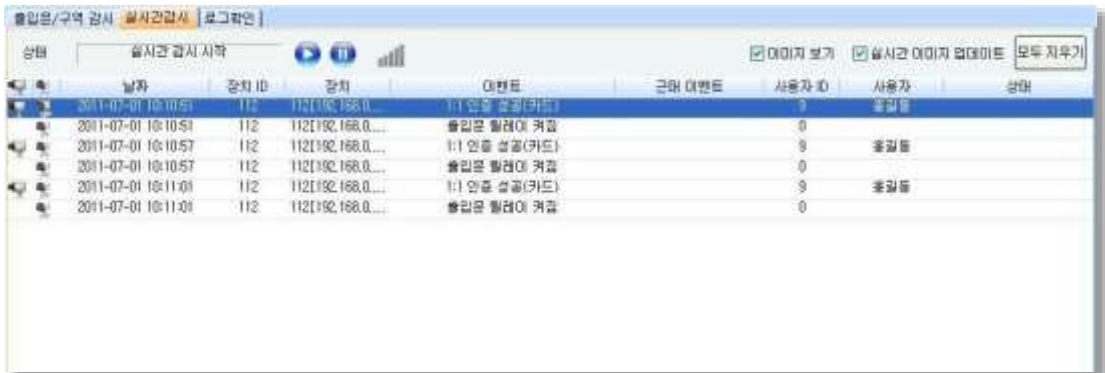 출입문/구역 감시 실시간감시 로그확인
상태 실시간 감시 시작 이미지 보기 실시간 이미지 업데이트 모두 지우기
날짜 장치 ID 장치 이벤트 근태 이벤트 사용자 ID 사용자 상태
2011-07-01 10:10:51 112 112[192.168.0.... 1:1 인증 성공(카드) 9 홍길동
2011-07-01 10:10:51 112 112[192.168.0.... 출입문 릴레이 켜짐 0
2011-07-01 10:10:57 112 112[192.168.0.... 1:1 인증 성공(카드) 9 홍길동
2011-07-01 10:10:57 112 112[192.168.0.... 출입문 릴레이 켜짐 0
2011-07-01 10:11:01 112 112[192.168.0.... 1:1 인증 성공(카드) 9 홍길동
2011-07-01 10:11:01 112 112[192.168.0.... 출입문 릴레이 켜짐 0